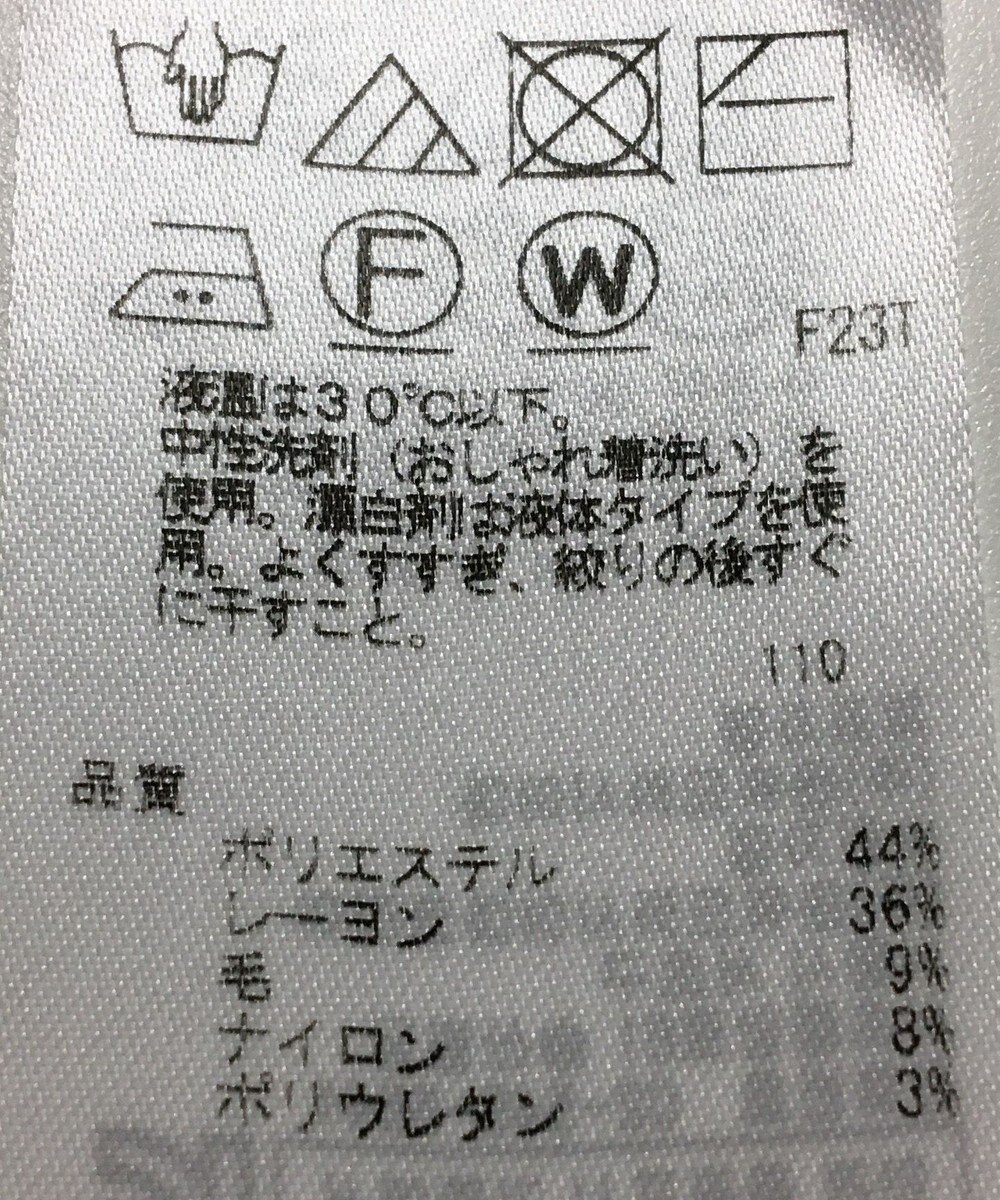 F
W
F23T
液温は30℃以下。
中性洗剤（おしゃれ着洗い）を
使用。漂白剤は液体タイプを使
用。よくすすぎ、絞りの後すぐ
に干すこと。
110
品質
ポリエステル 44%
レーヨン 36%
毛 9%
ナイロン 8%
ポリウレタン 3%